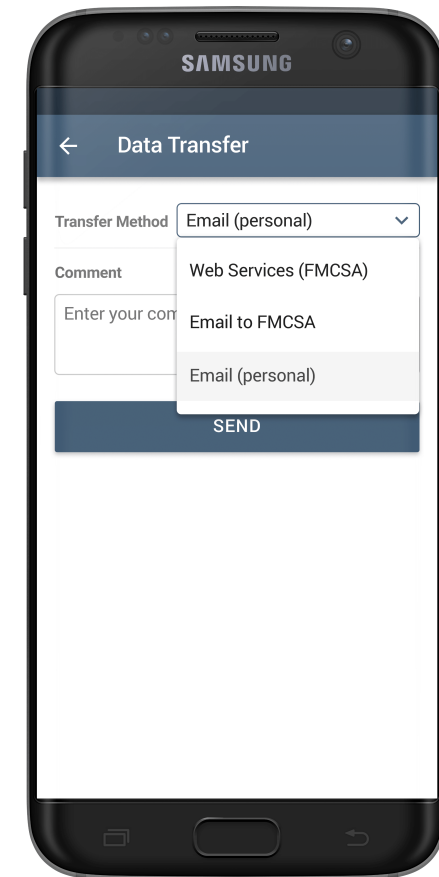 SAMSUNG
Data Transfer
Transfer Method Email (personal)
Web Services (FMCSA)
Comment
Enter your com
Email to FMCSA
Email (personal)
SEND